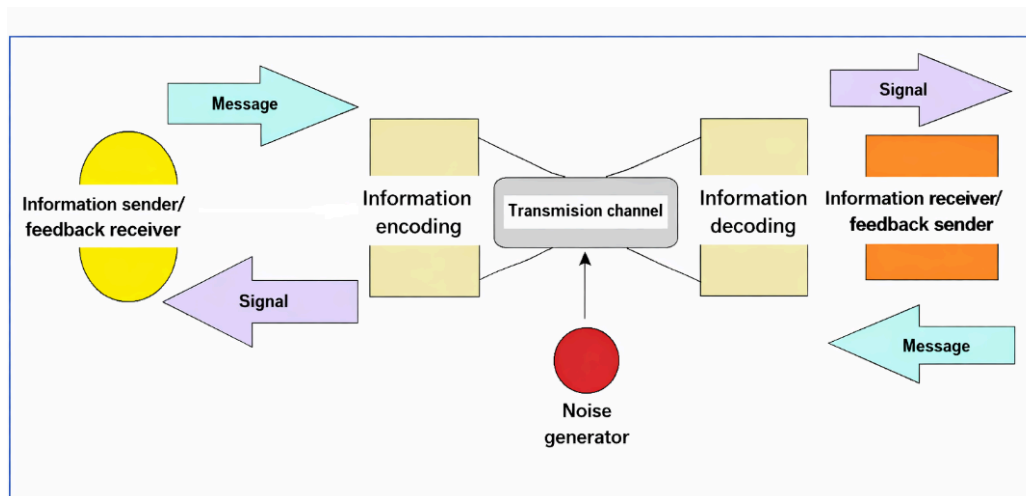 Message
Signal
Information sender/
feedback receiver
Information
encoding
Transmision channel
Information
decoding
Information receiver/
feedback sender
Signal
Message
Noise
generator